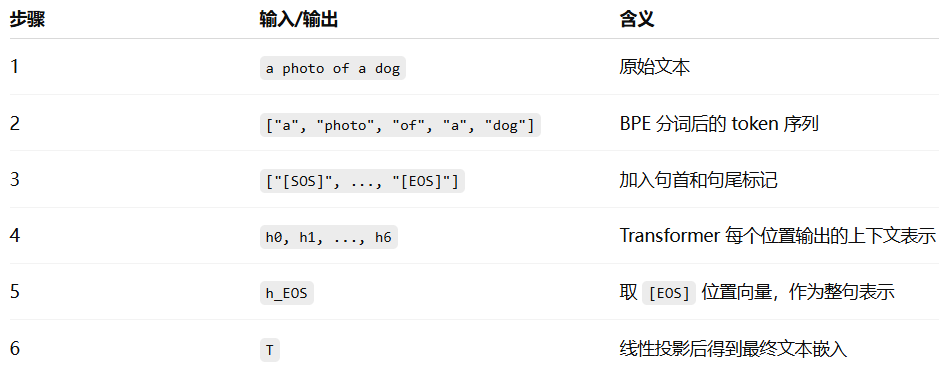 步骤 输入/输出 含义
1 a photo of a dog 原始文本
2 ["a", "photo", "of", "a", "dog"] BPE 分词后的 token 序列
3 ["[SOS]", ..., "[EOS]"] 加入句首和句尾标记
4 h0, h1, ..., h6 Transformer 每个位置输出的上下文表示
5 h_EOS 取 [EOS] 位置向量，作为整句表示
6 T 线性投影后得到最终文本嵌入